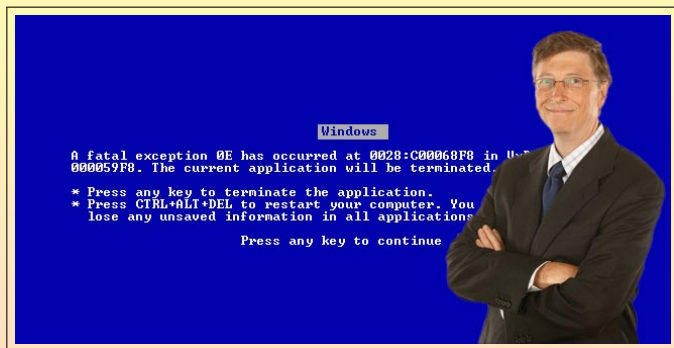 Windows
A fatal exception 0E has occurred at 0028:C00068F8 in
000059F8. The current application will be terminated.
* Press any key to terminate the application.
* Press CTRL+ALT+DEL to restart your computer. You
lose any unsaved information in all applications
Press any key to continue